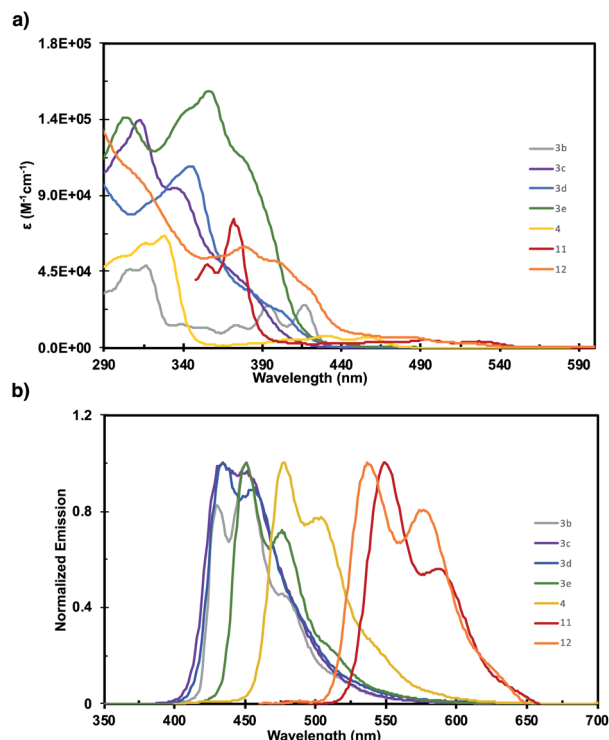 a)
1.8E+05
1.4E+05
9.0E+04
4.5E+04
0.0E+00
ε (M-1 cm-1)
3b
3c
3d
3e
4
11
12
290 340 390 440 490 540 590
Wavelength (nm)
b)
1.2
0.8
0.4
0
Normalized Emission
3b
3c
3d
3e
4
11
12
350 400 450 500 550 600 650 700
Wavelength (nm)